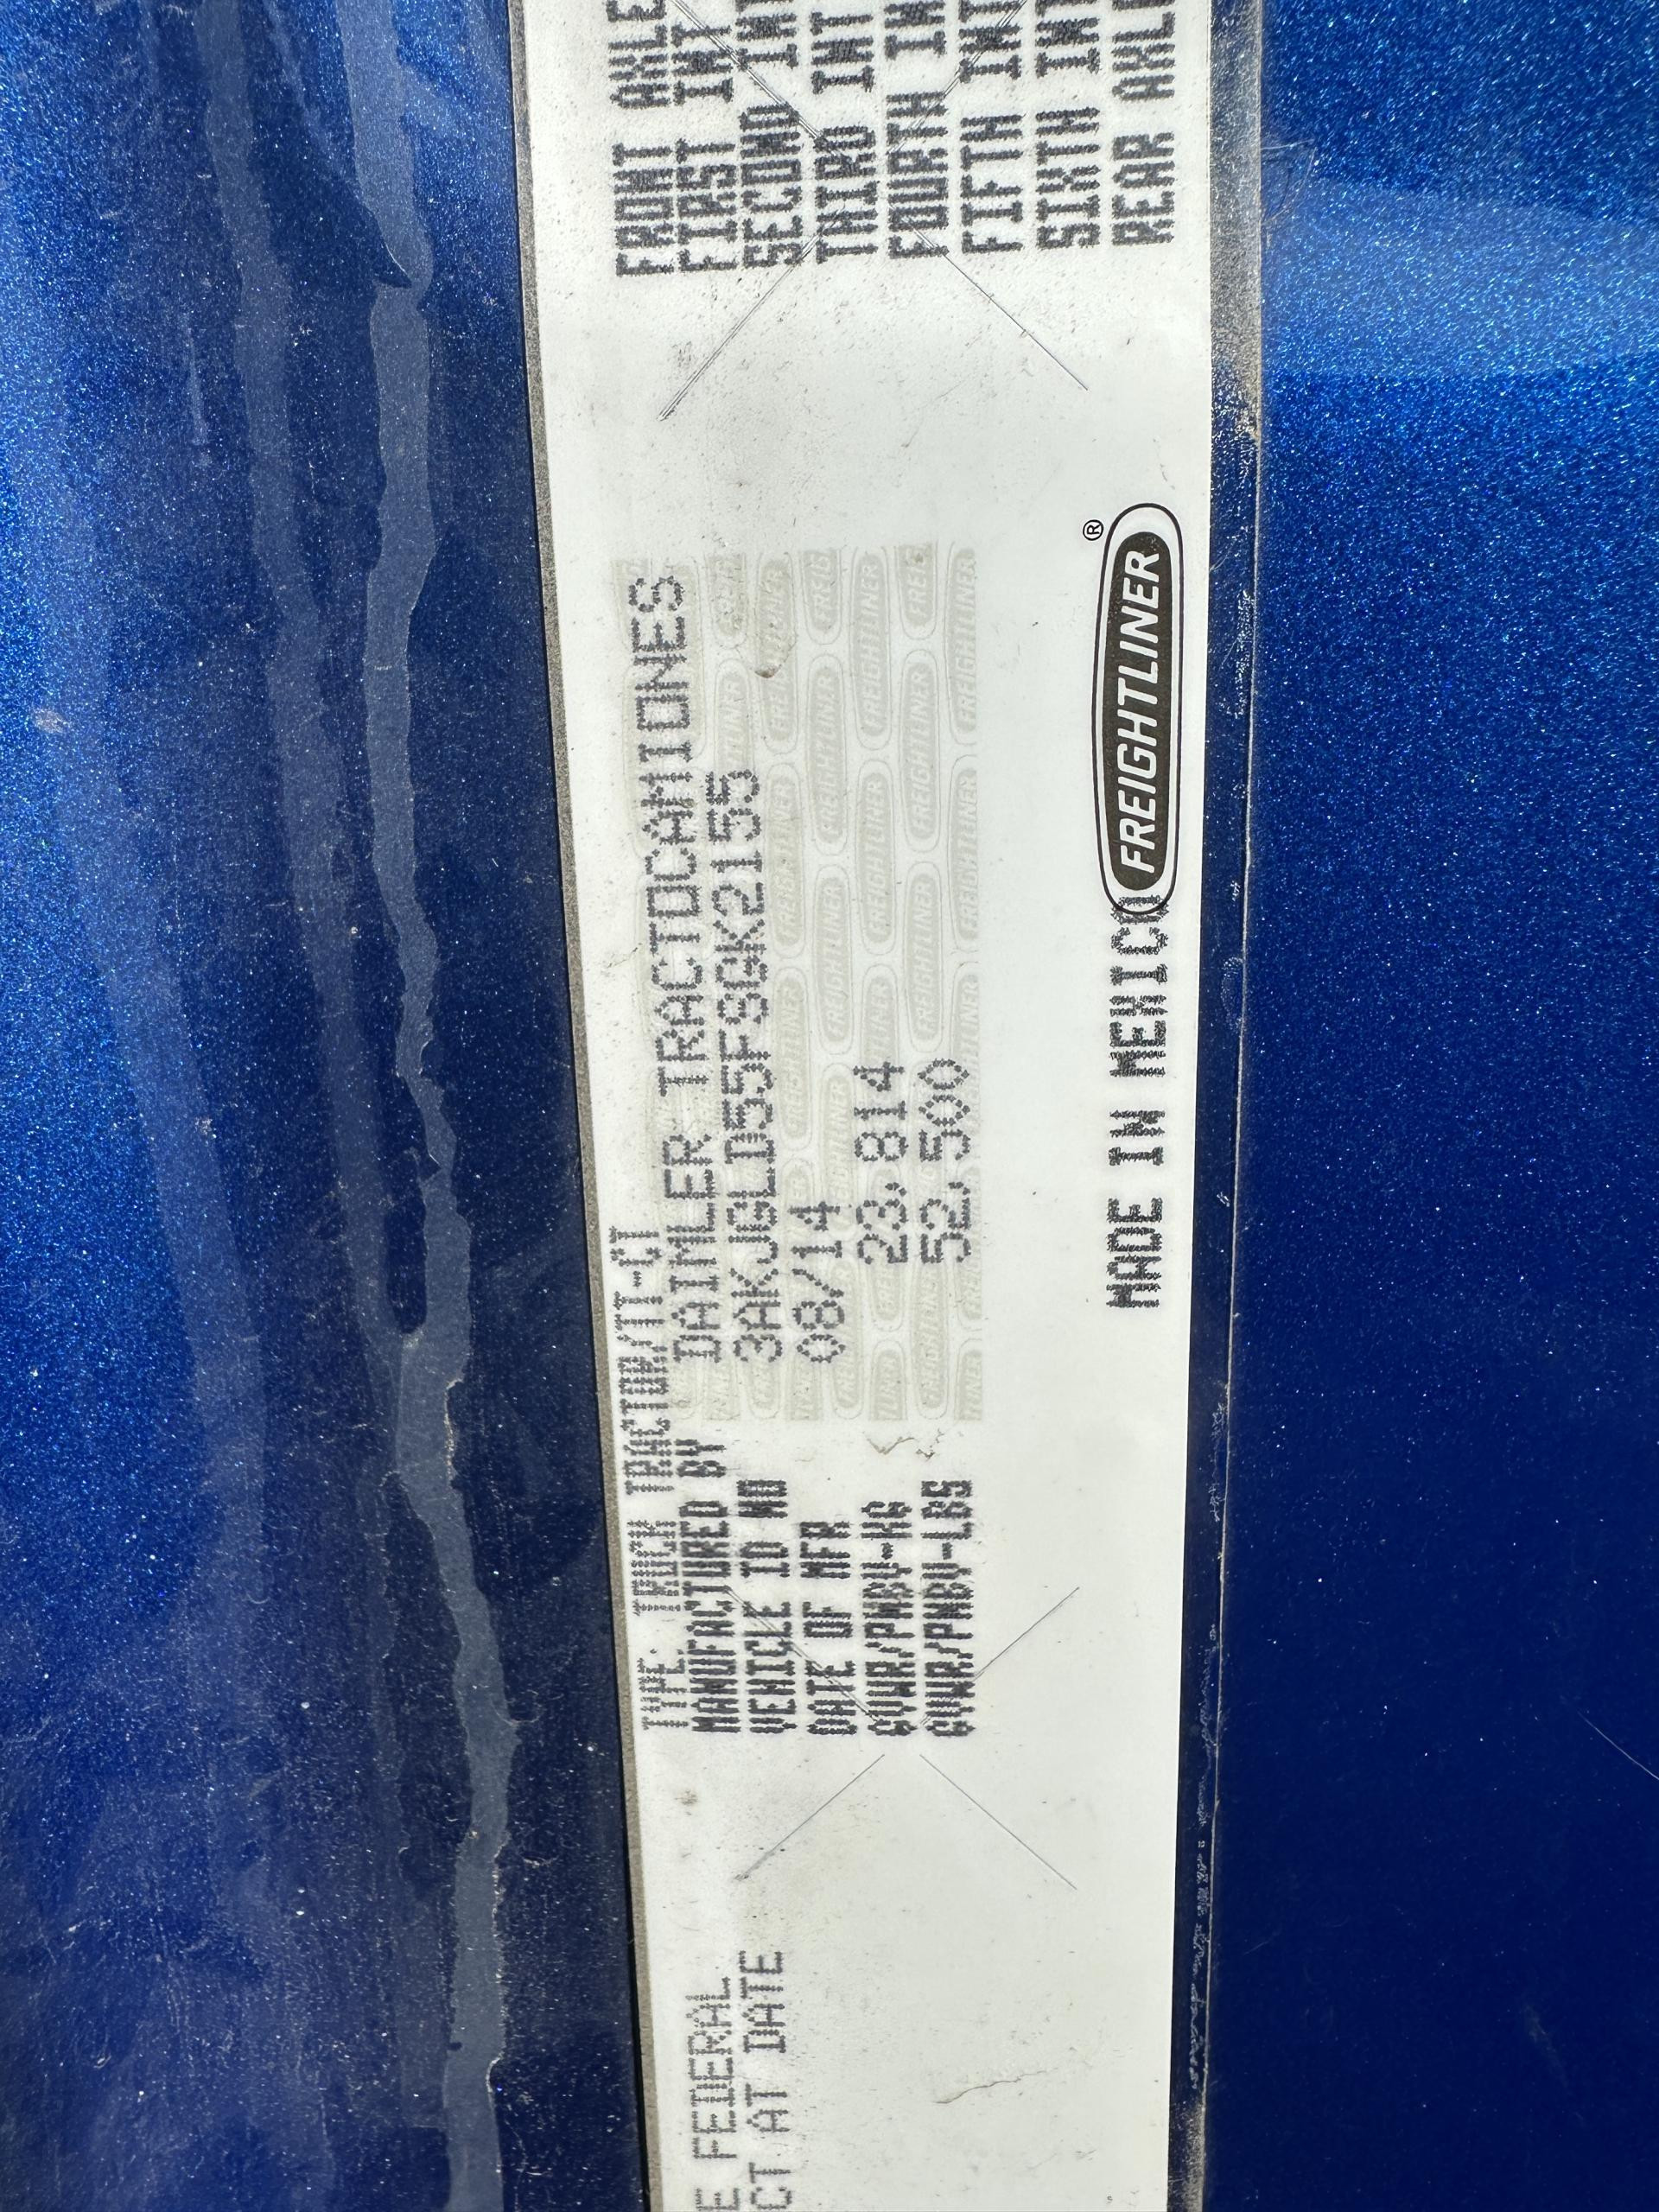 E FEDERAL
CT AT DATE
TYPE: TRUCK TRACTOR/TT-CT
MANUFACTURED BY DAIMLER TRACTOCAMIONES
VEHICLE ID NO 3AKJGLD55FSGK2155
DATE OF MFR 08/14
GVWR/PNBV-KG 23,814
GVWR/PNBV-LBS 52,500
MADE IN MEXICO FREIGHTLINER®
FRONT AXLE
FIRST INT
SECOND INT
THIRD INT
FOURTH IN
FIFTH INT
SIXTH INT
REAR AXLE